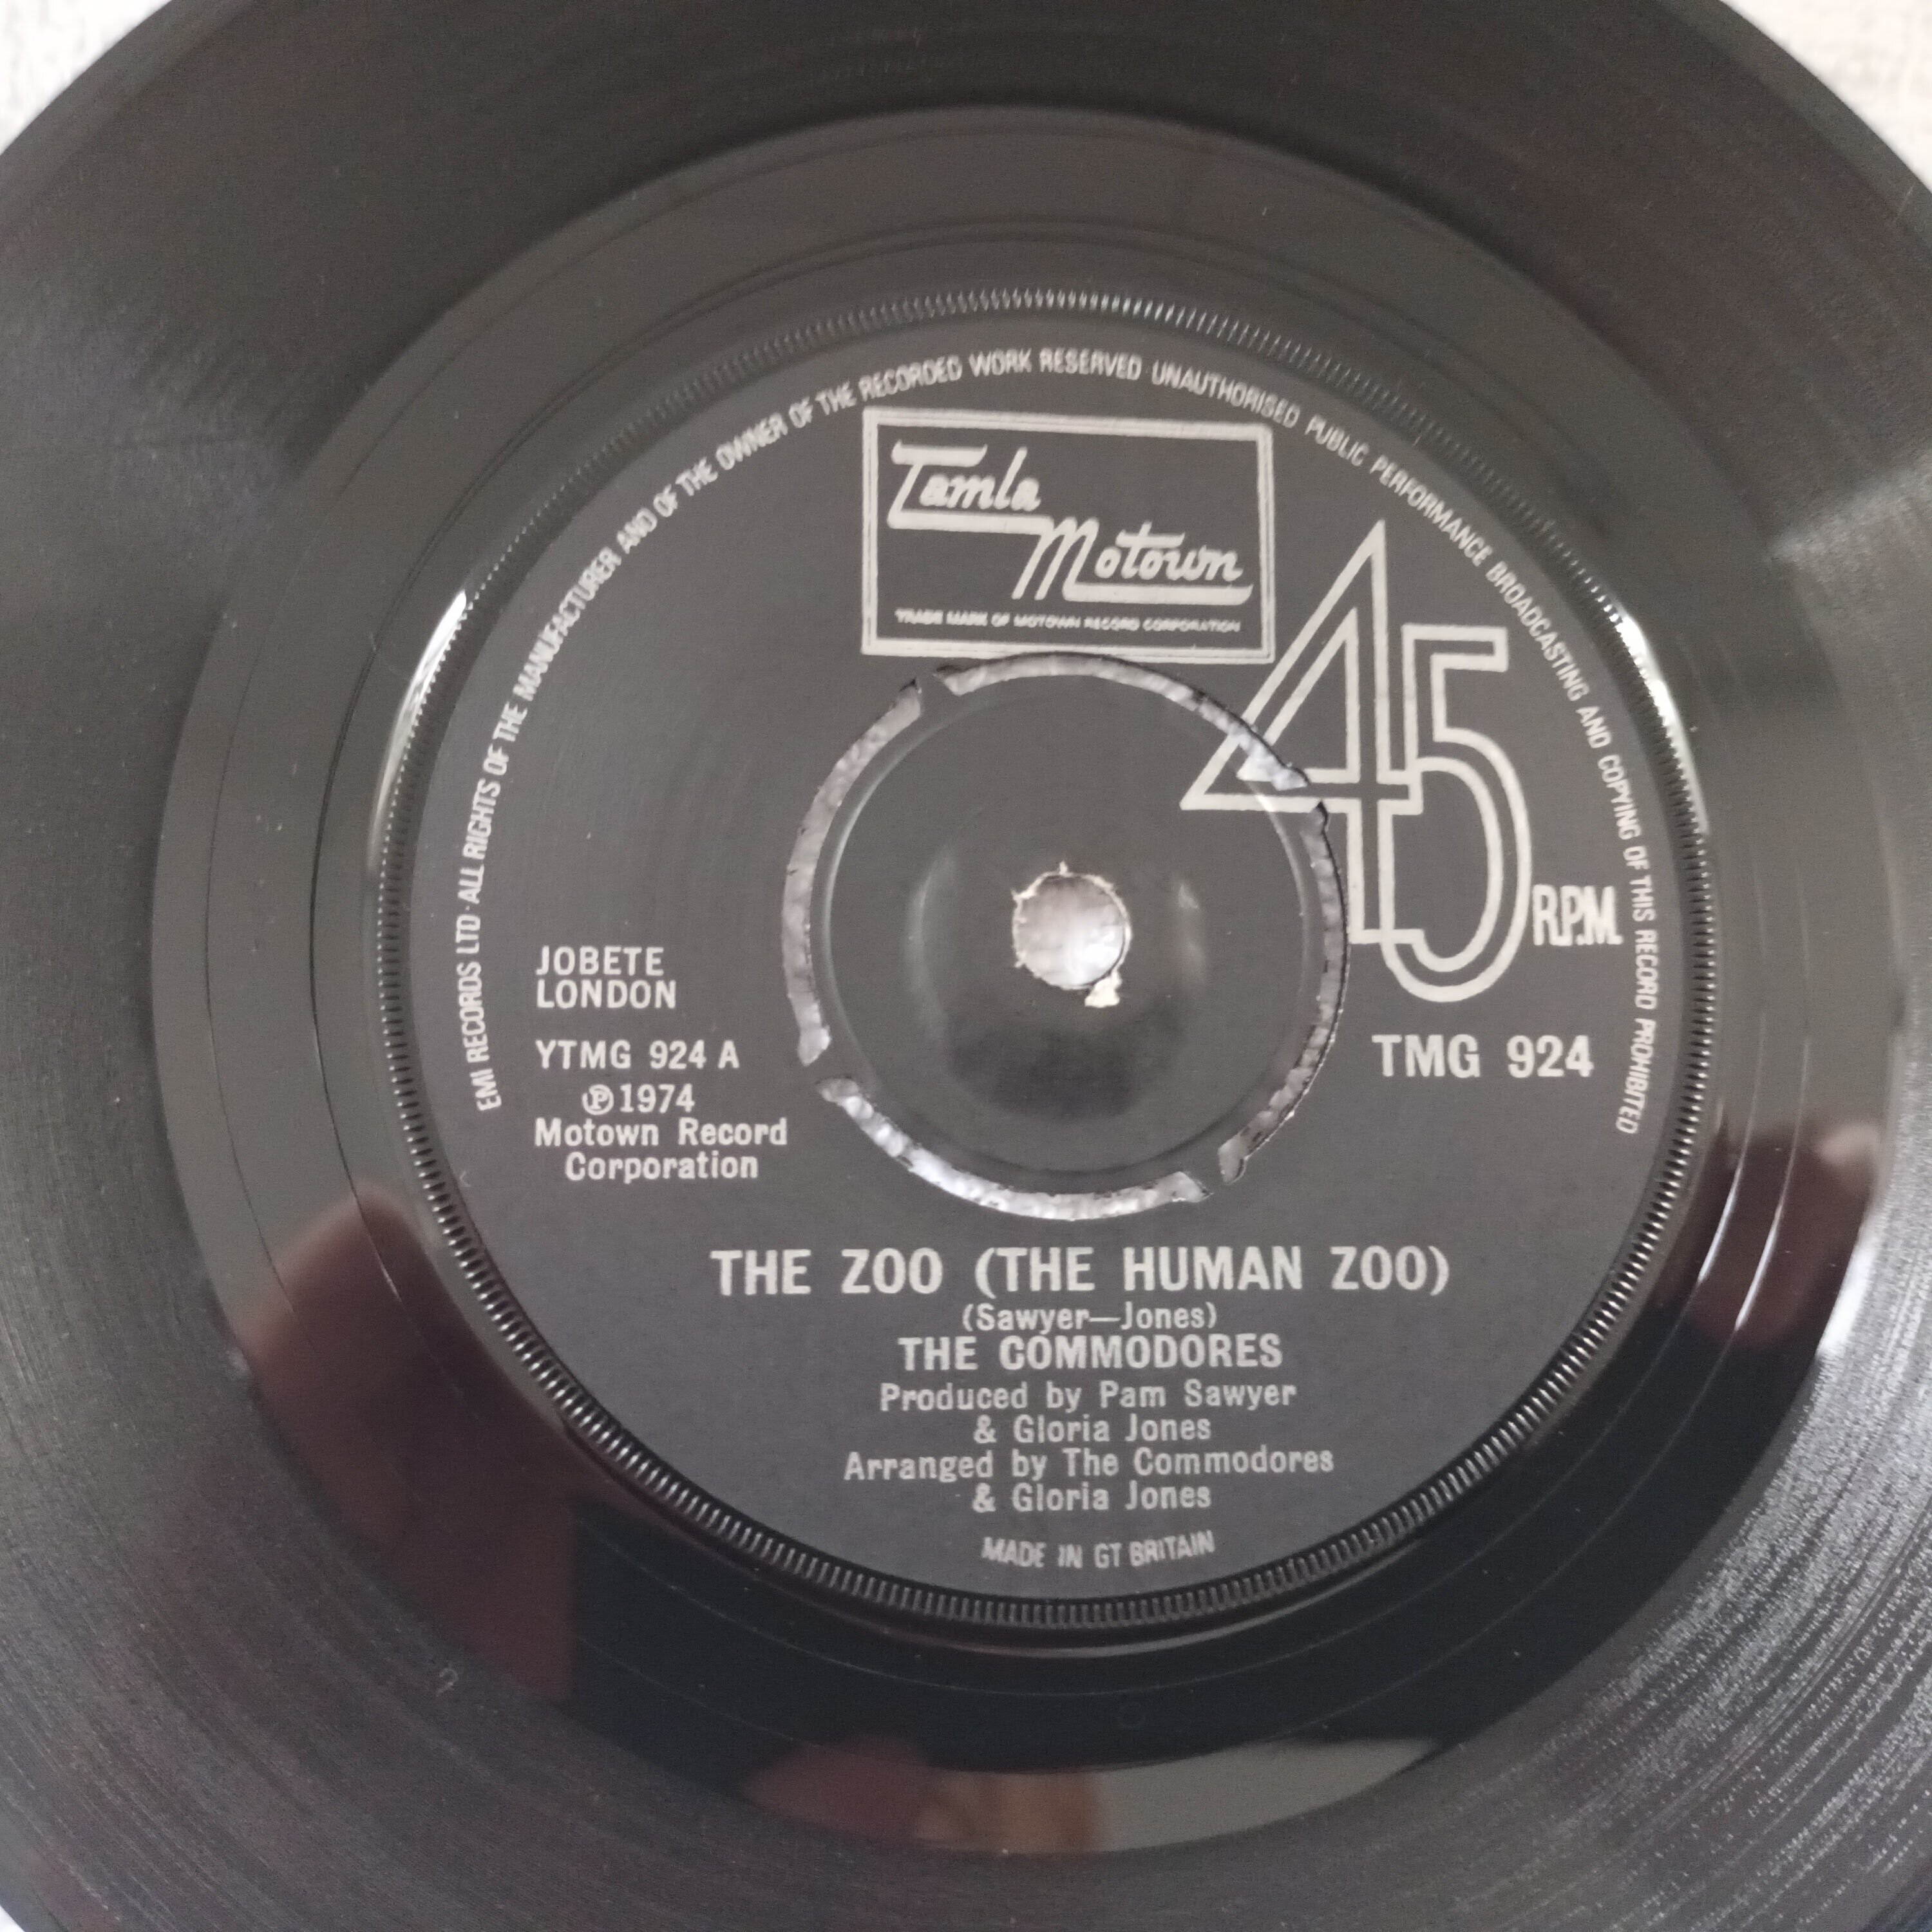 EMI RECORDS LTD · ALL RIGHTS OF THE MANUFACTURER AND OF THE OWNER OF THE RECORDED WORK RESERVED UNAUTHORISED PUBLIC PERFORMANCE BROADCASTING AND COPYING OF THIS RECORD PROHIBITED
Tamla
Motown
TRADE MARK OF MOTOWN RECORD CORPORATION
45
R.P.M.
JOBETE
LONDON
YTMG 924 A
℗1974
Motown Record
Corporation
TMG 924
THE ZOO (THE HUMAN ZOO)
(Sawyer—Jones)
THE COMMODORES
Produced by Pam Sawyer
& Gloria Jones
Arranged by The Commodores
& Gloria Jones
MADE IN GT BRITAIN